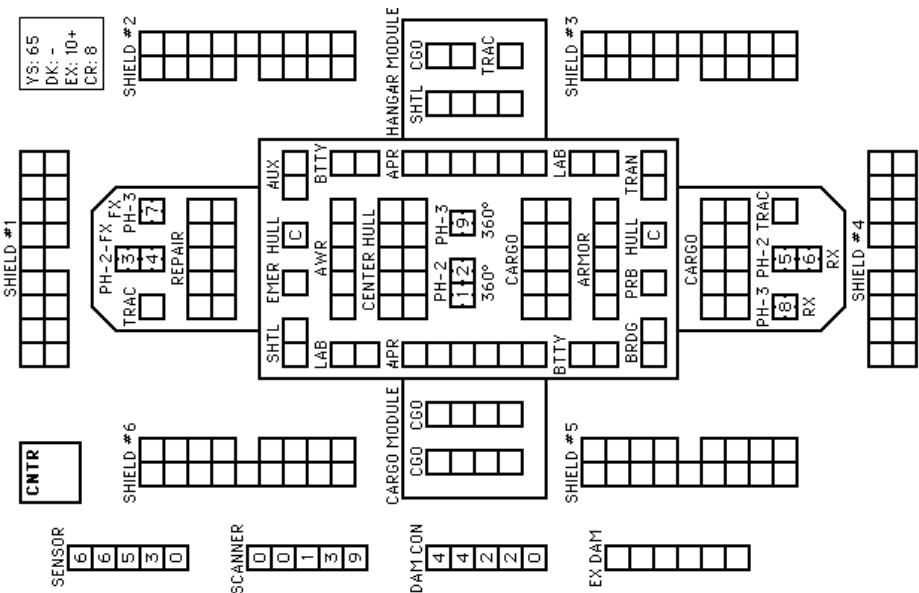 SENSOR
6 6 5 3 0
SCANNER
0 0 1 3 9
DAM CON
4 4 2 2 0
EX DAM
CNTR
SHIELD #1
YS: 65
DK: -
EX: 10+
CR: 8
SHIELD #6
SHIELD #2
TRAC
PH-2-FX
3
4
FX
PH-3
7
REPAIR
SHTL
EMER
HULL
C
AUX
LAB
AWR
BTTY
CENTER HULL
CARGO MODULE
CGO
CGO
APR
PH-2
1 2
360°
PH-3
9
360°
APR
HANGAR MODULE
SHTL
CGO
TRAC
CARGO
BTTY
ARMOR
LAB
BRDG
PRB
HULL
C
TRAN
CARGO
SHIELD #5
SHIELD #3
PH-3
8
RX
PH-2
5
6
RX
TRAC
SHIELD #4